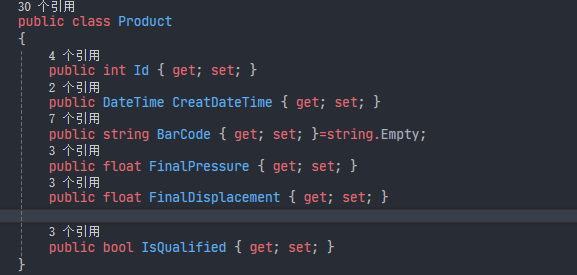 30 个引用
public class Product
{
4 个引用
public int Id { get; set; }
2 个引用
public DateTime CreatDateTime { get; set; }
7 个引用
public string BarCode { get; set; }=string.Empty;
3 个引用
public float FinalPressure { get; set; }
3 个引用
public float FinalDisplacement { get; set; }
3 个引用
public bool IsQualified { get; set; }
}